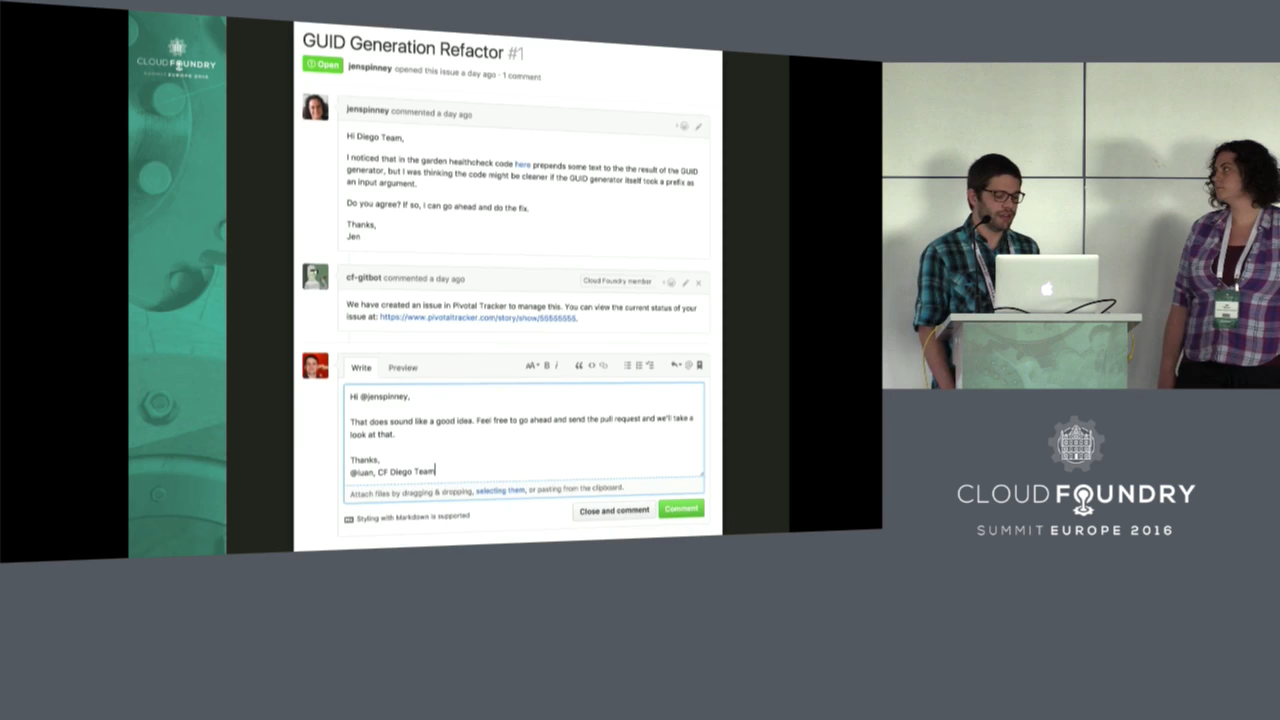 CLOUD FOUNDRY
SUMMIT EUROPE 2016
GUID Generation Refactor #1
Open
jenspinney opened this issue a day ago · 1 comment
jenspinney commented a day ago
Hi Diego Team,
I noticed that in the garden healthcheck code here prepends some text to the the result of the GUID
generator, but I was thinking the code might be cleaner if the GUID generator itself took a prefix as
an input argument.
Do you agree? If so, I can go ahead and do the fix.
Thanks,
Jen
cf-gitbot commented a day ago
Cloud Foundry member
We have created an issue in Pivotal Tracker to manage this. You can view the current status of your
issue at: https://www.pivotaltracker.com/story/show/55555555.
Write Preview
AA B i
Hi @jenspinney,
That does sound like a good idea. Feel free to go ahead and send the pull request and we'll take a
look at that.
Thanks,
@luan, CF Diego Team
Attach files by dragging & dropping, selecting them, or pasting from the clipboard.
Styling with Markdown is supported
Close and comment
Comment
CLOUD FOUNDRY
SUMMIT EUROPE 2016